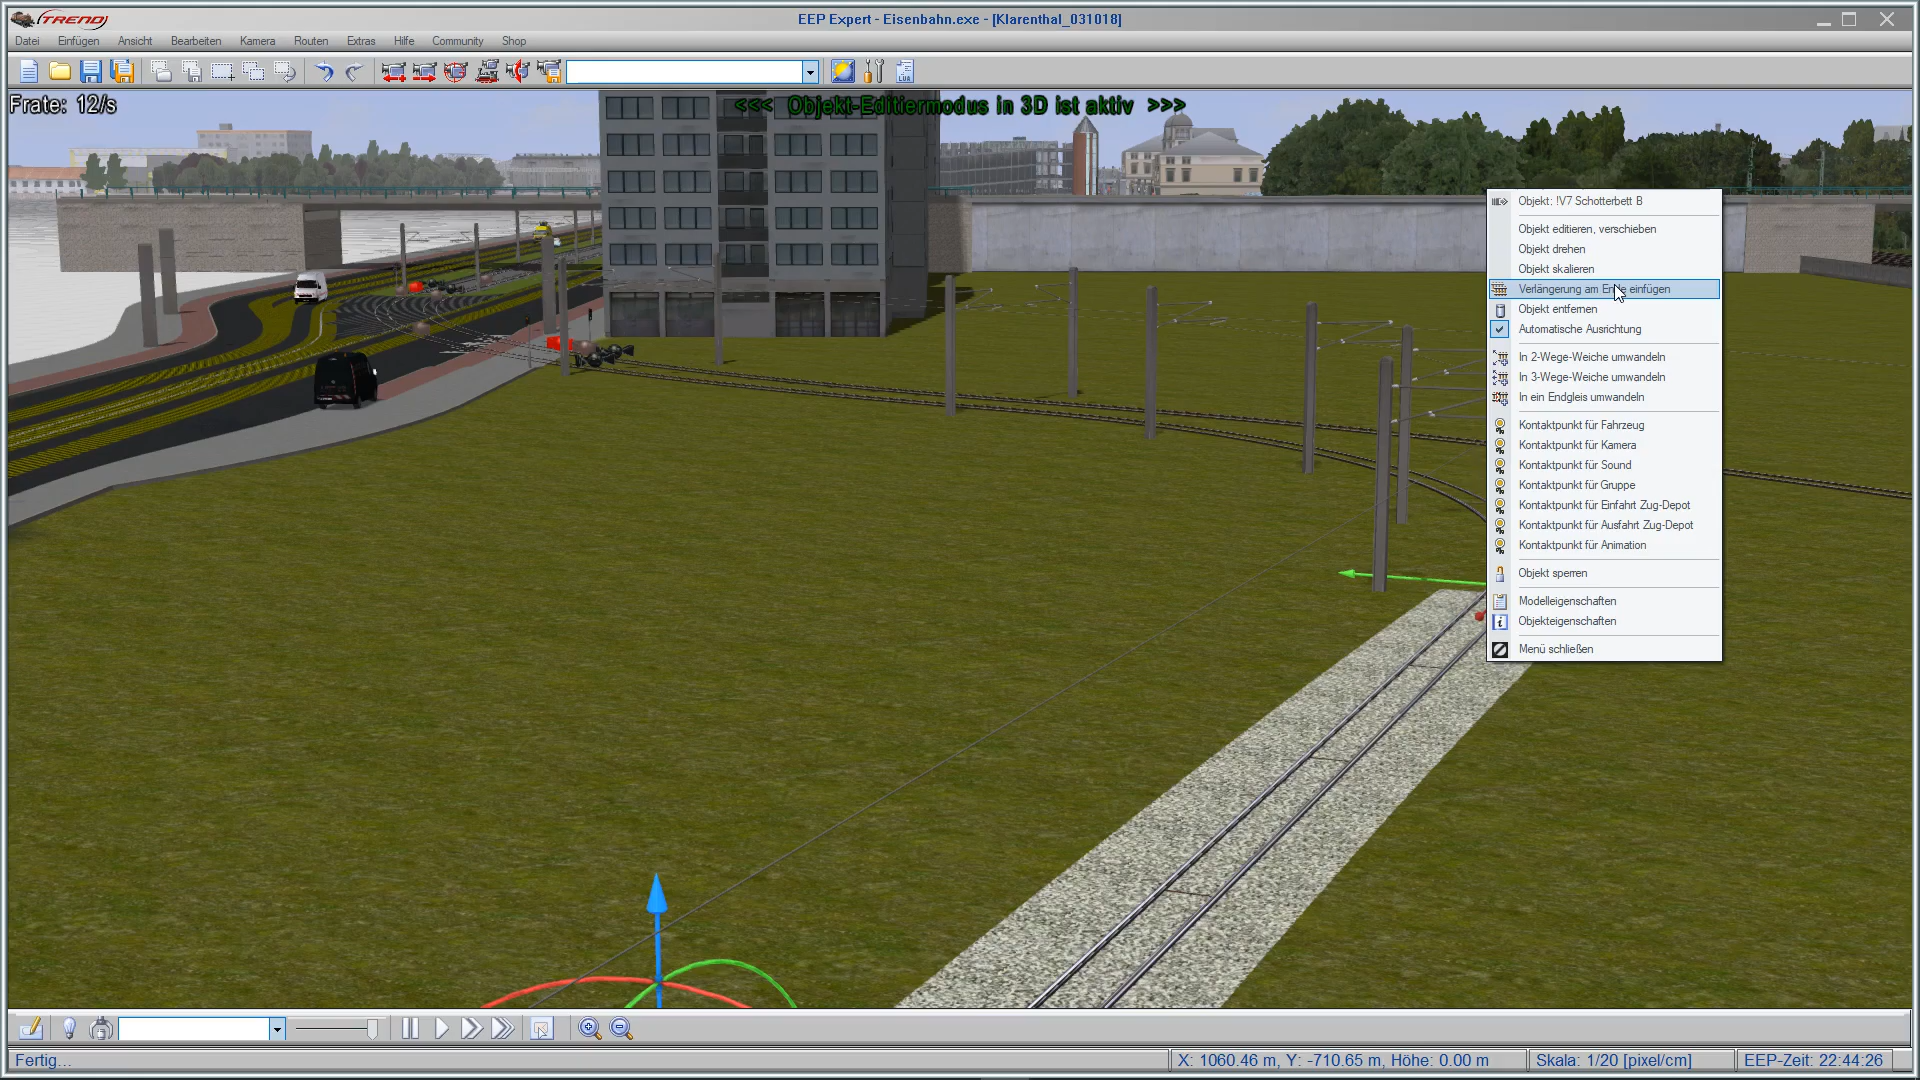 TREND
EEP Expert - Eisenbahn.exe - [Klarenthal_031018]
Datei Einfügen Ansicht Bearbeiten Kamera Routen Extras Hilfe Community Shop
LUA
Frate: 12/s
<<< Objekt-Editiermodus in 3D ist aktiv >>>
Objekt: !V7 Schotterbett B
Objekt editieren, verschieben
Objekt drehen
Objekt skalieren
Verlängerung am Ende einfügen
Objekt entfernen
Automatische Ausrichtung
In 2-Wege-Weiche umwandeln
In 3-Wege-Weiche umwandeln
In ein Endgleis umwandeln
Kontaktpunkt für Fahrzeug
Kontaktpunkt für Kamera
Kontaktpunkt für Sound
Kontaktpunkt für Gruppe
Kontaktpunkt für Einfahrt Zug-Depot
Kontaktpunkt für Ausfahrt Zug-Depot
Kontaktpunkt für Animation
Objekt sperren
Modelleigenschaften
Objekteigenschaften
Menü schließen
Fertig...
X: 1060.46 m, Y: -710.65 m, Höhe: 0.00 m
Skala: 1/20 [pixel/cm]
EEP-Zeit: 22:44:26